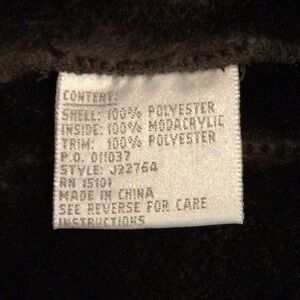 CONTENT:
SHELL: 100% POLYESTER
INSIDE: 100% MODACRYLIC
TRIM: 100% POLYESTER
P.O. 011037
STYLE: J22764
RN 15101
MADE IN CHINA
SEE REVERSE FOR CARE
INSTRUCTIONS